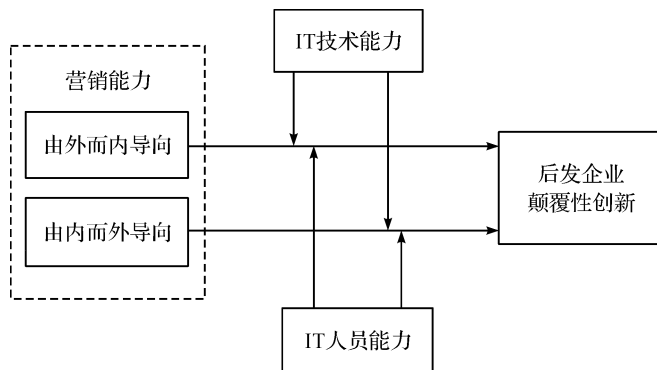 IT技术能力
营销能力
由外而内导向
由内而外导向
后发企业
颠覆性创新
IT人员能力